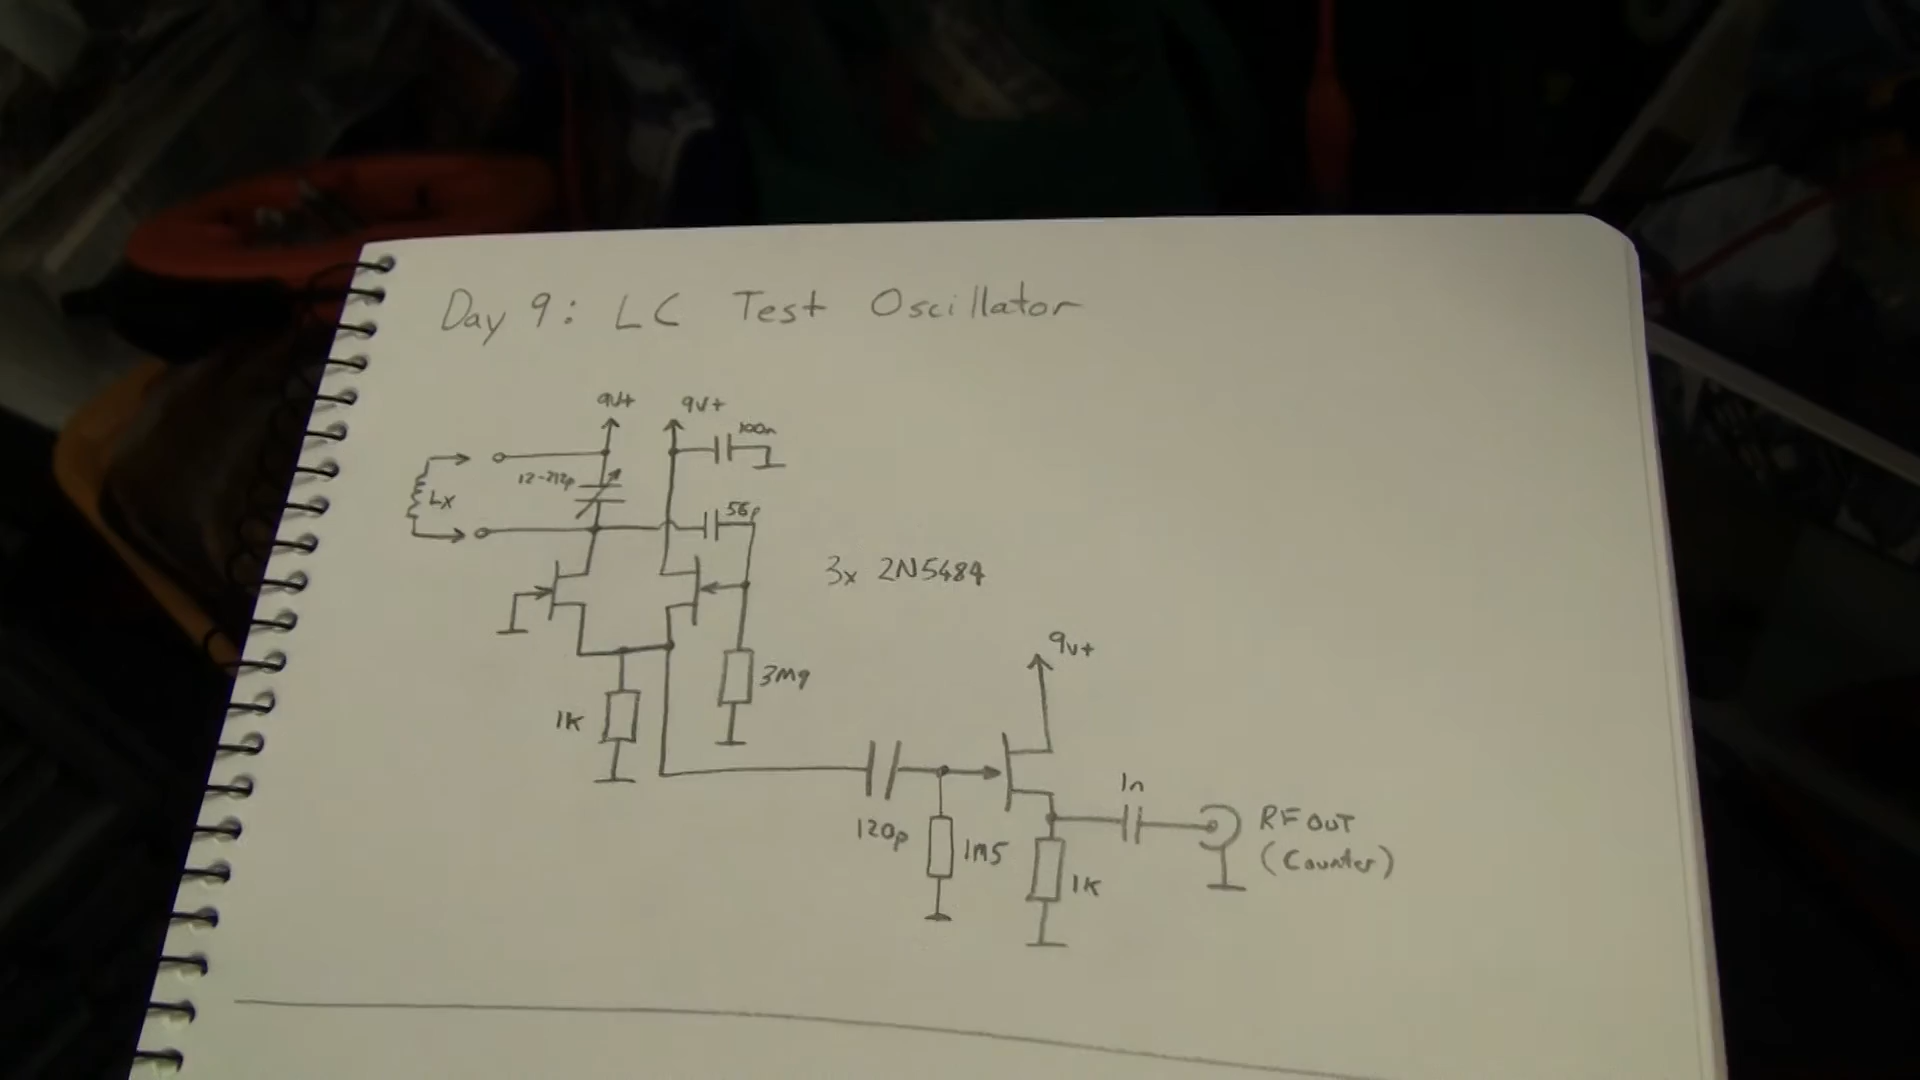 Day 9: LC Test Oscillator
9V+ 9V+
100n
12-212p
Lx
56p
3x 2N5484
9V+
3M9
1K
1n
120p
1M5
RF OUT
(Counter)
1K